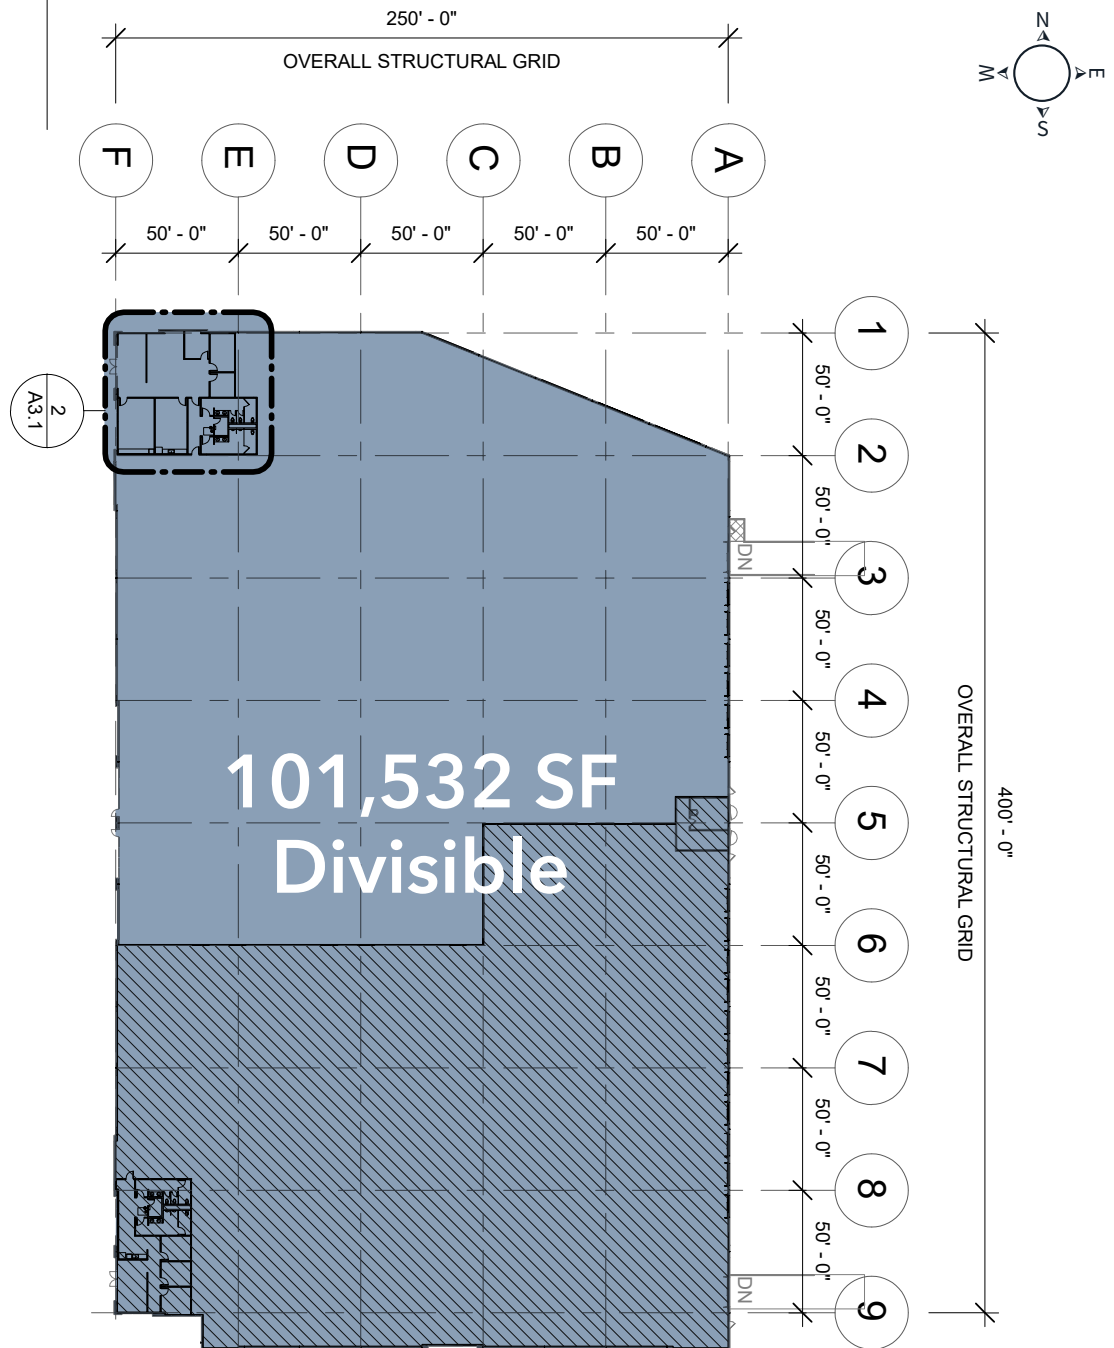 250' - 0"
OVERALL STRUCTURAL GRID
N
W
E
S
F
E
D
C
B
A
50' - 0"
50' - 0"
50' - 0"
50' - 0"
50' - 0"
1
2
3
4
5
6
7
8
9
50' - 0"
50' - 0"
50' - 0"
50' - 0"
50' - 0"
50' - 0"
50' - 0"
50' - 0"
OVERALL STRUCTURAL GRID
400' - 0"
2
A3.1
DN
101,532 SF
Divisible
DN